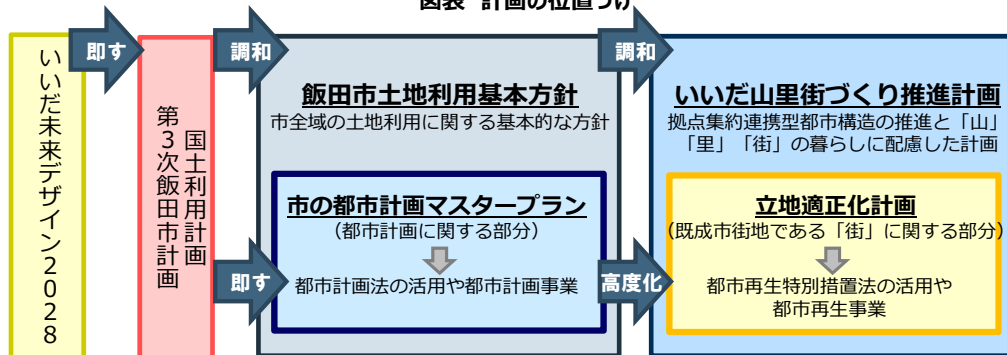 図表 計画の位置づけ
いいだ未来デザイン2028
即す
国土利用計画
第3次飯田市計画
調和
飯田市土地利用基本方針
市全域の土地利用に関する基本的な方針
即す
市の都市計画マスタープラン
(都市計画に関する部分)
都市計画法の活用や都市計画事業
調和
いいだ山里街づくり推進計画
拠点集約連携型都市構造の推進と「山」
「里」「街」の暮らしに配慮した計画
高度化
立地適正化計画
(既成市街地である「街」に関する部分)
都市再生特別措置法の活用や
都市再生事業